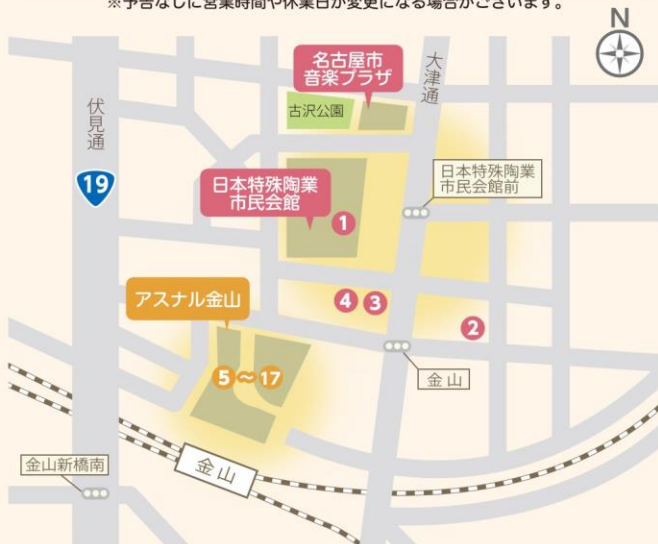 ※予告なしに営業時間や休業日が変更になる場合がございます。
N
名古屋市
音楽プラザ
大津通
古沢公園
伏見通
19
日本特殊陶業
市民会館前
日本特殊陶業
市民会館
1
アスナル金山
4 3
2
金山
5～17
金山新橋南
金山